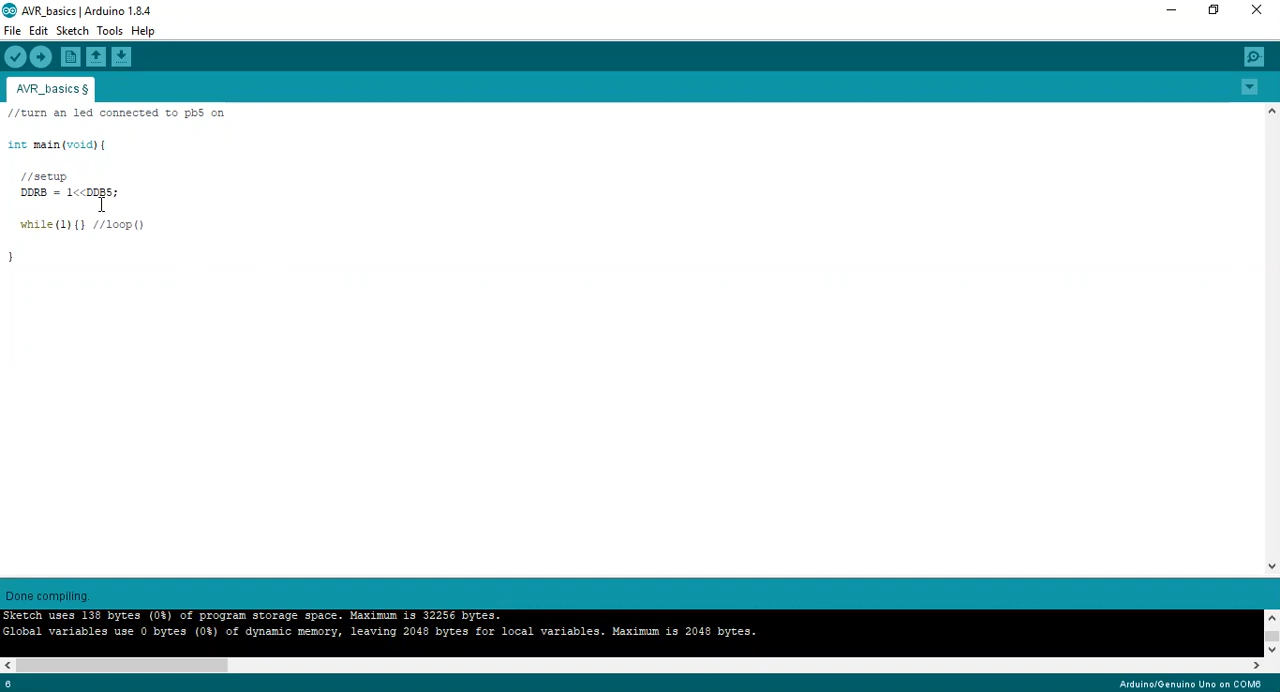 AVR_basics | Arduino 1.8.4
File Edit Sketch Tools Help
AVR_basics §
//turn an led connected to pb5 on
int main(void){
//setup
DDRB = 1<<DDB5;
while(1){} //loop()
}
Done compiling.
Sketch uses 138 bytes (0%) of program storage space. Maximum is 32256 bytes.
Global variables use 0 bytes (0%) of dynamic memory, leaving 2048 bytes for local variables. Maximum is 2048 bytes.
6 Arduino/Genuino Uno on COM6